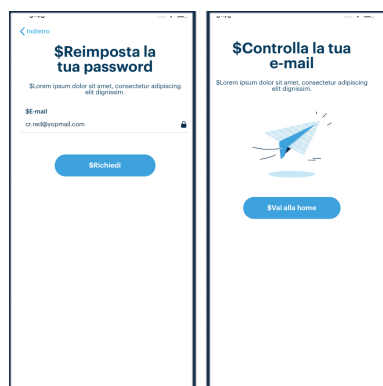 Indietro
$Reimposta la
tua password
$Lorem ipsum dolor sit amet, consectetur adipiscing
elit dignissim.
$E-mail
cr.red@yopmail.com
$Richiedi
$Controlla la tua
e-mail
$Lorem ipsum dolor sit amet, consectetur adipiscing
elit dignissim.
$Vai alla home